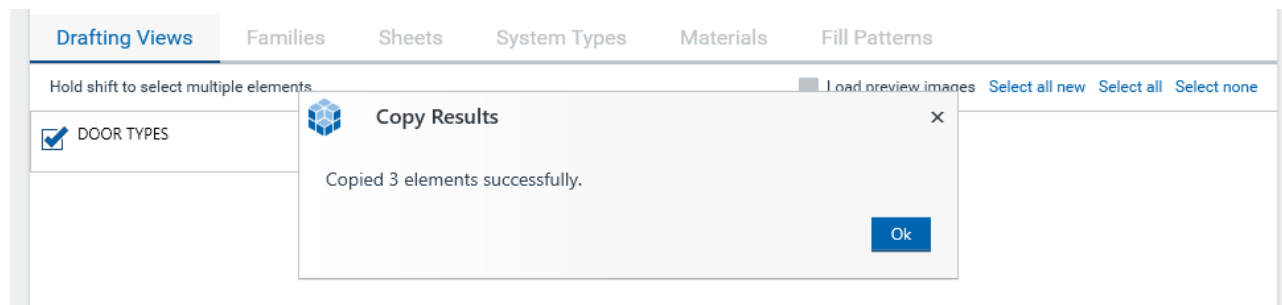 Drafting Views Families Sheets System Types Materials Fill Patterns
Hold shift to select multiple elements Load preview images Select all new Select all Select none
Copy Results ×
DOOR TYPES
Copied 3 elements successfully.
Ok